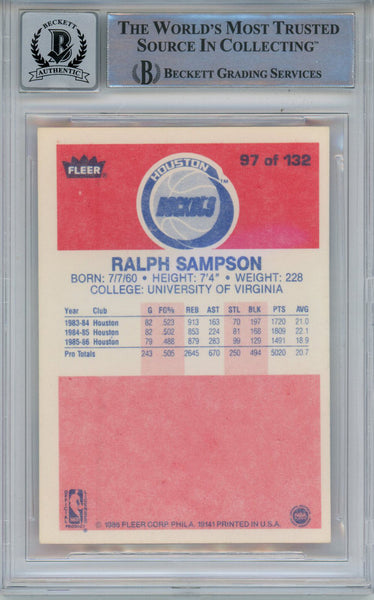 BECKETT
AUTHENTIC
THE WORLD'S MOST TRUSTED
SOURCE IN COLLECTING™
BECKETT GRADING SERVICES
FLEER
HOUSTON
ROCKETS
TM
97 of 132
RALPH SAMPSON
BORN: 7/7/60 • HEIGHT: 7'4" • WEIGHT: 228
COLLEGE: UNIVERSITY OF VIRGINIA
Year Club G FG% REB AST STL BLK PTS AVG
1983-84 Houston 82 .523 913 163 70 197 1720 21.0
1984-85 Houston 82 .502 853 224 81 168 1809 22.1
1985-86 Houston 79 .488 879 283 99 129 1491 18.9
Pro Totals 243 .505 2645 670 250 494 5020 20.7
© 1986 FLEER CORP. PHILA. 19141 PRINTED IN U.S.A.